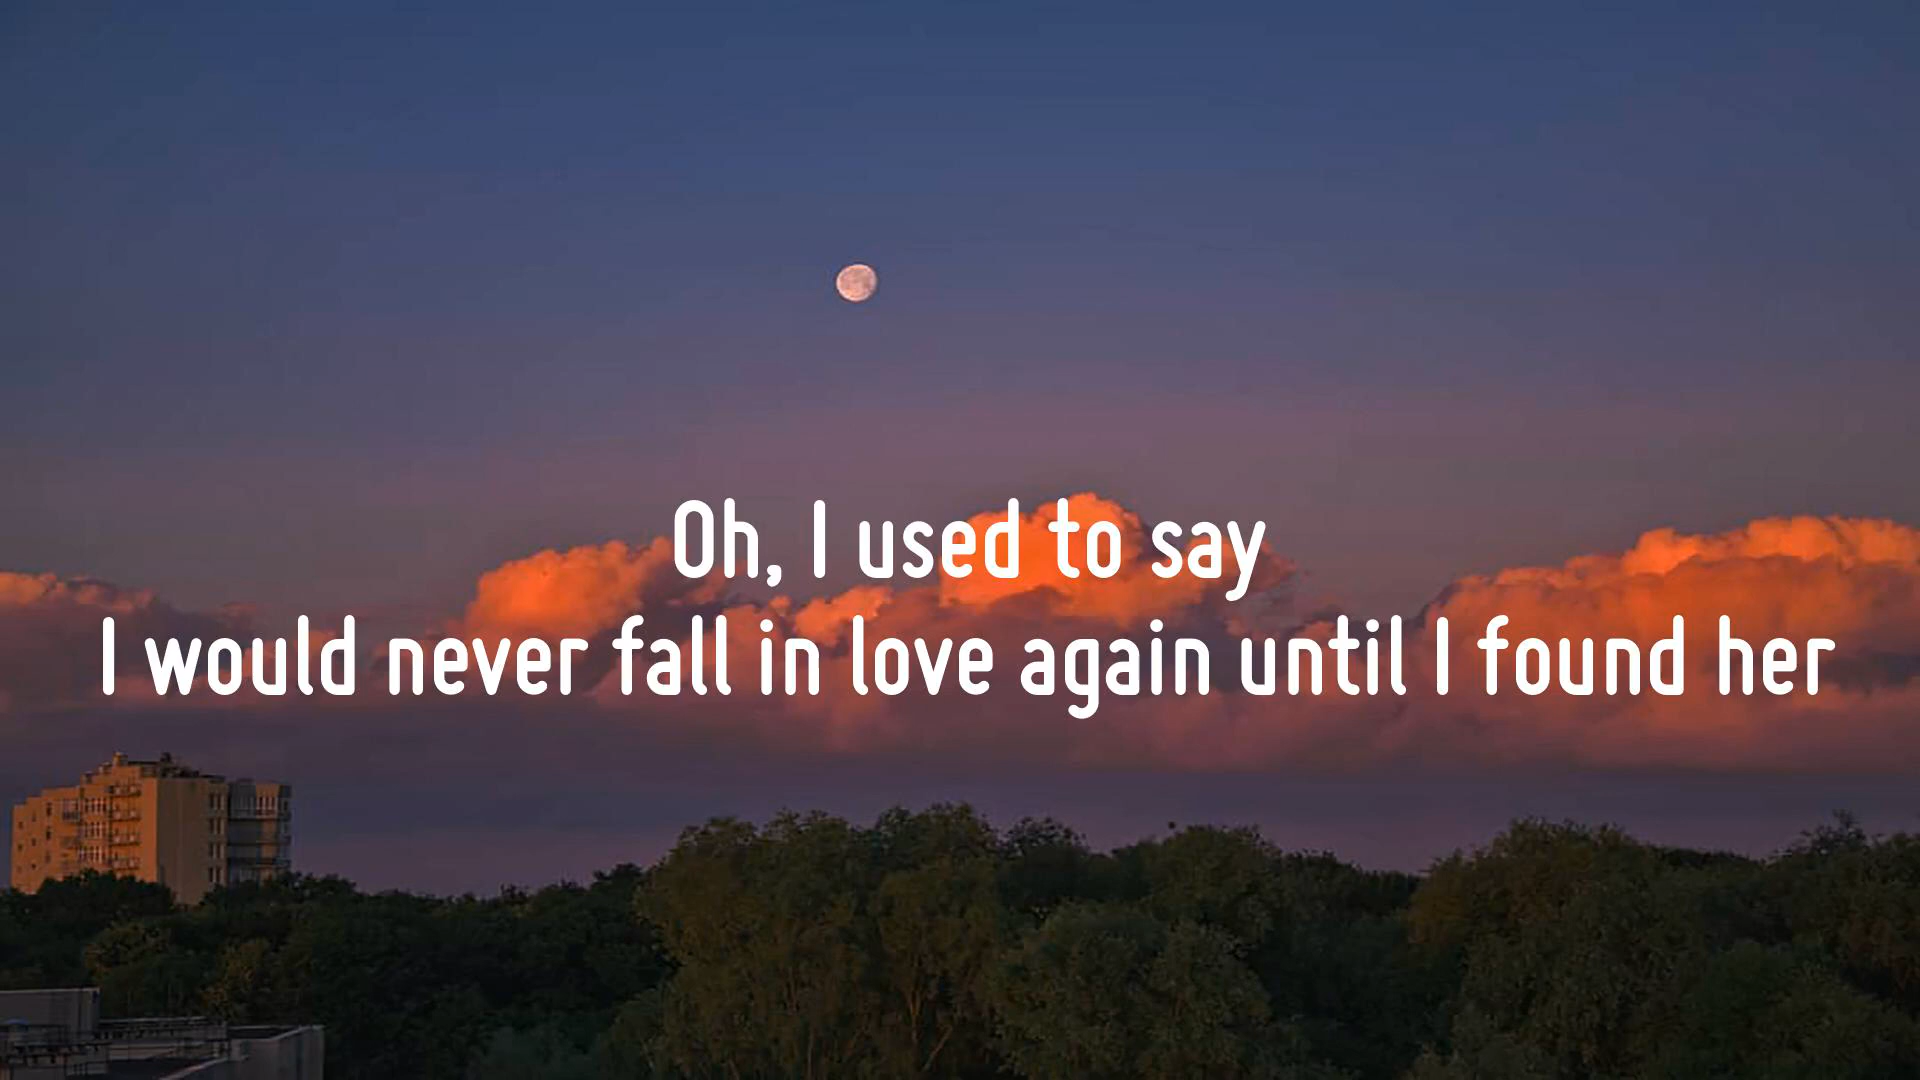 Oh, I used to say
I would never fall in love again until I found her